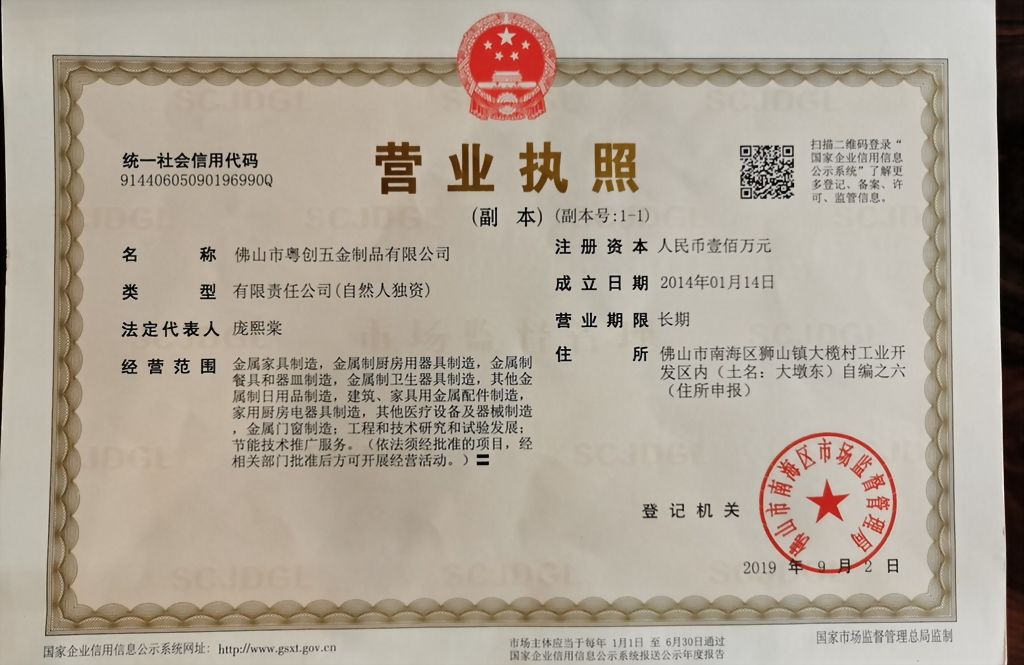 营业执照
(副 本) (副本号:1-1)
统一社会信用代码
91440605090196990Q
扫描二维码登录“
国家企业信用信息
公示系统”了解更
多登记、备案、许
可、监管信息。
名 称 佛山市粤创五金制品有限公司
类 型 有限责任公司(自然人独资)
法定代表人 庞熙棠
经营范围 金属家具制造，金属制厨房用器具制造，金属制
餐具和器皿制造，金属制卫生器具制造，其他金
属制日用品制造，建筑、家具用金属配件制造，
家用厨房电器具制造，其他医疗设备及器械制造
，金属门窗制造；工程和技术研究和试验发展；
节能技术推广服务。（依法须经批准的项目，经
相关部门批准后方可开展经营活动。）〓
注册资本 人民币壹佰万元
成立日期 2014年01月14日
营业期限 长期
住 所 佛山市南海区狮山镇大榄村工业开
发区内（土名：大墩东）自编之六
（住所申报）
登记机关
佛山市南海区市场监督管理局
2019 年 9 月 2 日
国家企业信用信息公示系统网址：http://www.gsxt.gov.cn
市场主体应当于每年 1月1日 至 6月30日通过
国家企业信用信息公示系统报送公示年度报告
国家市场监督管理总局监制